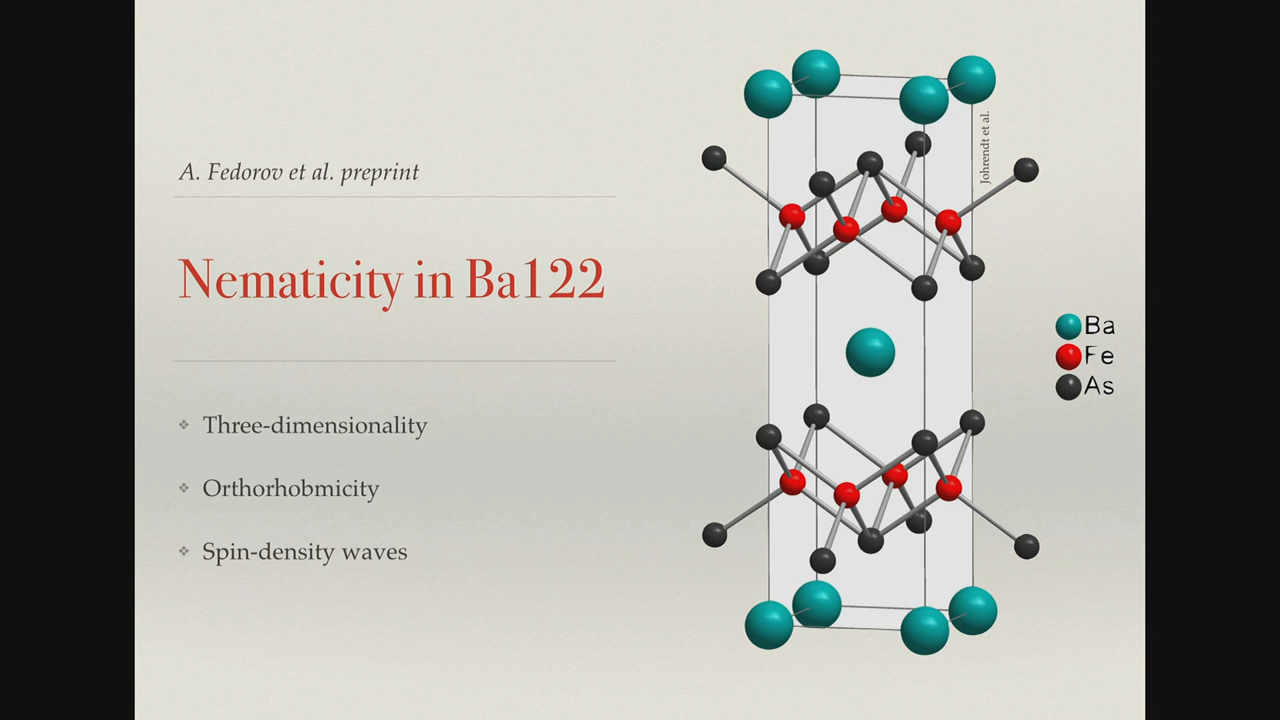 A. Fedorov et al. preprint
Nematicity in Ba122
❖ Three-dimensionality
❖ Orthorhobmicity
❖ Spin-density waves
Johrendt et al.
Ba
Fe
As